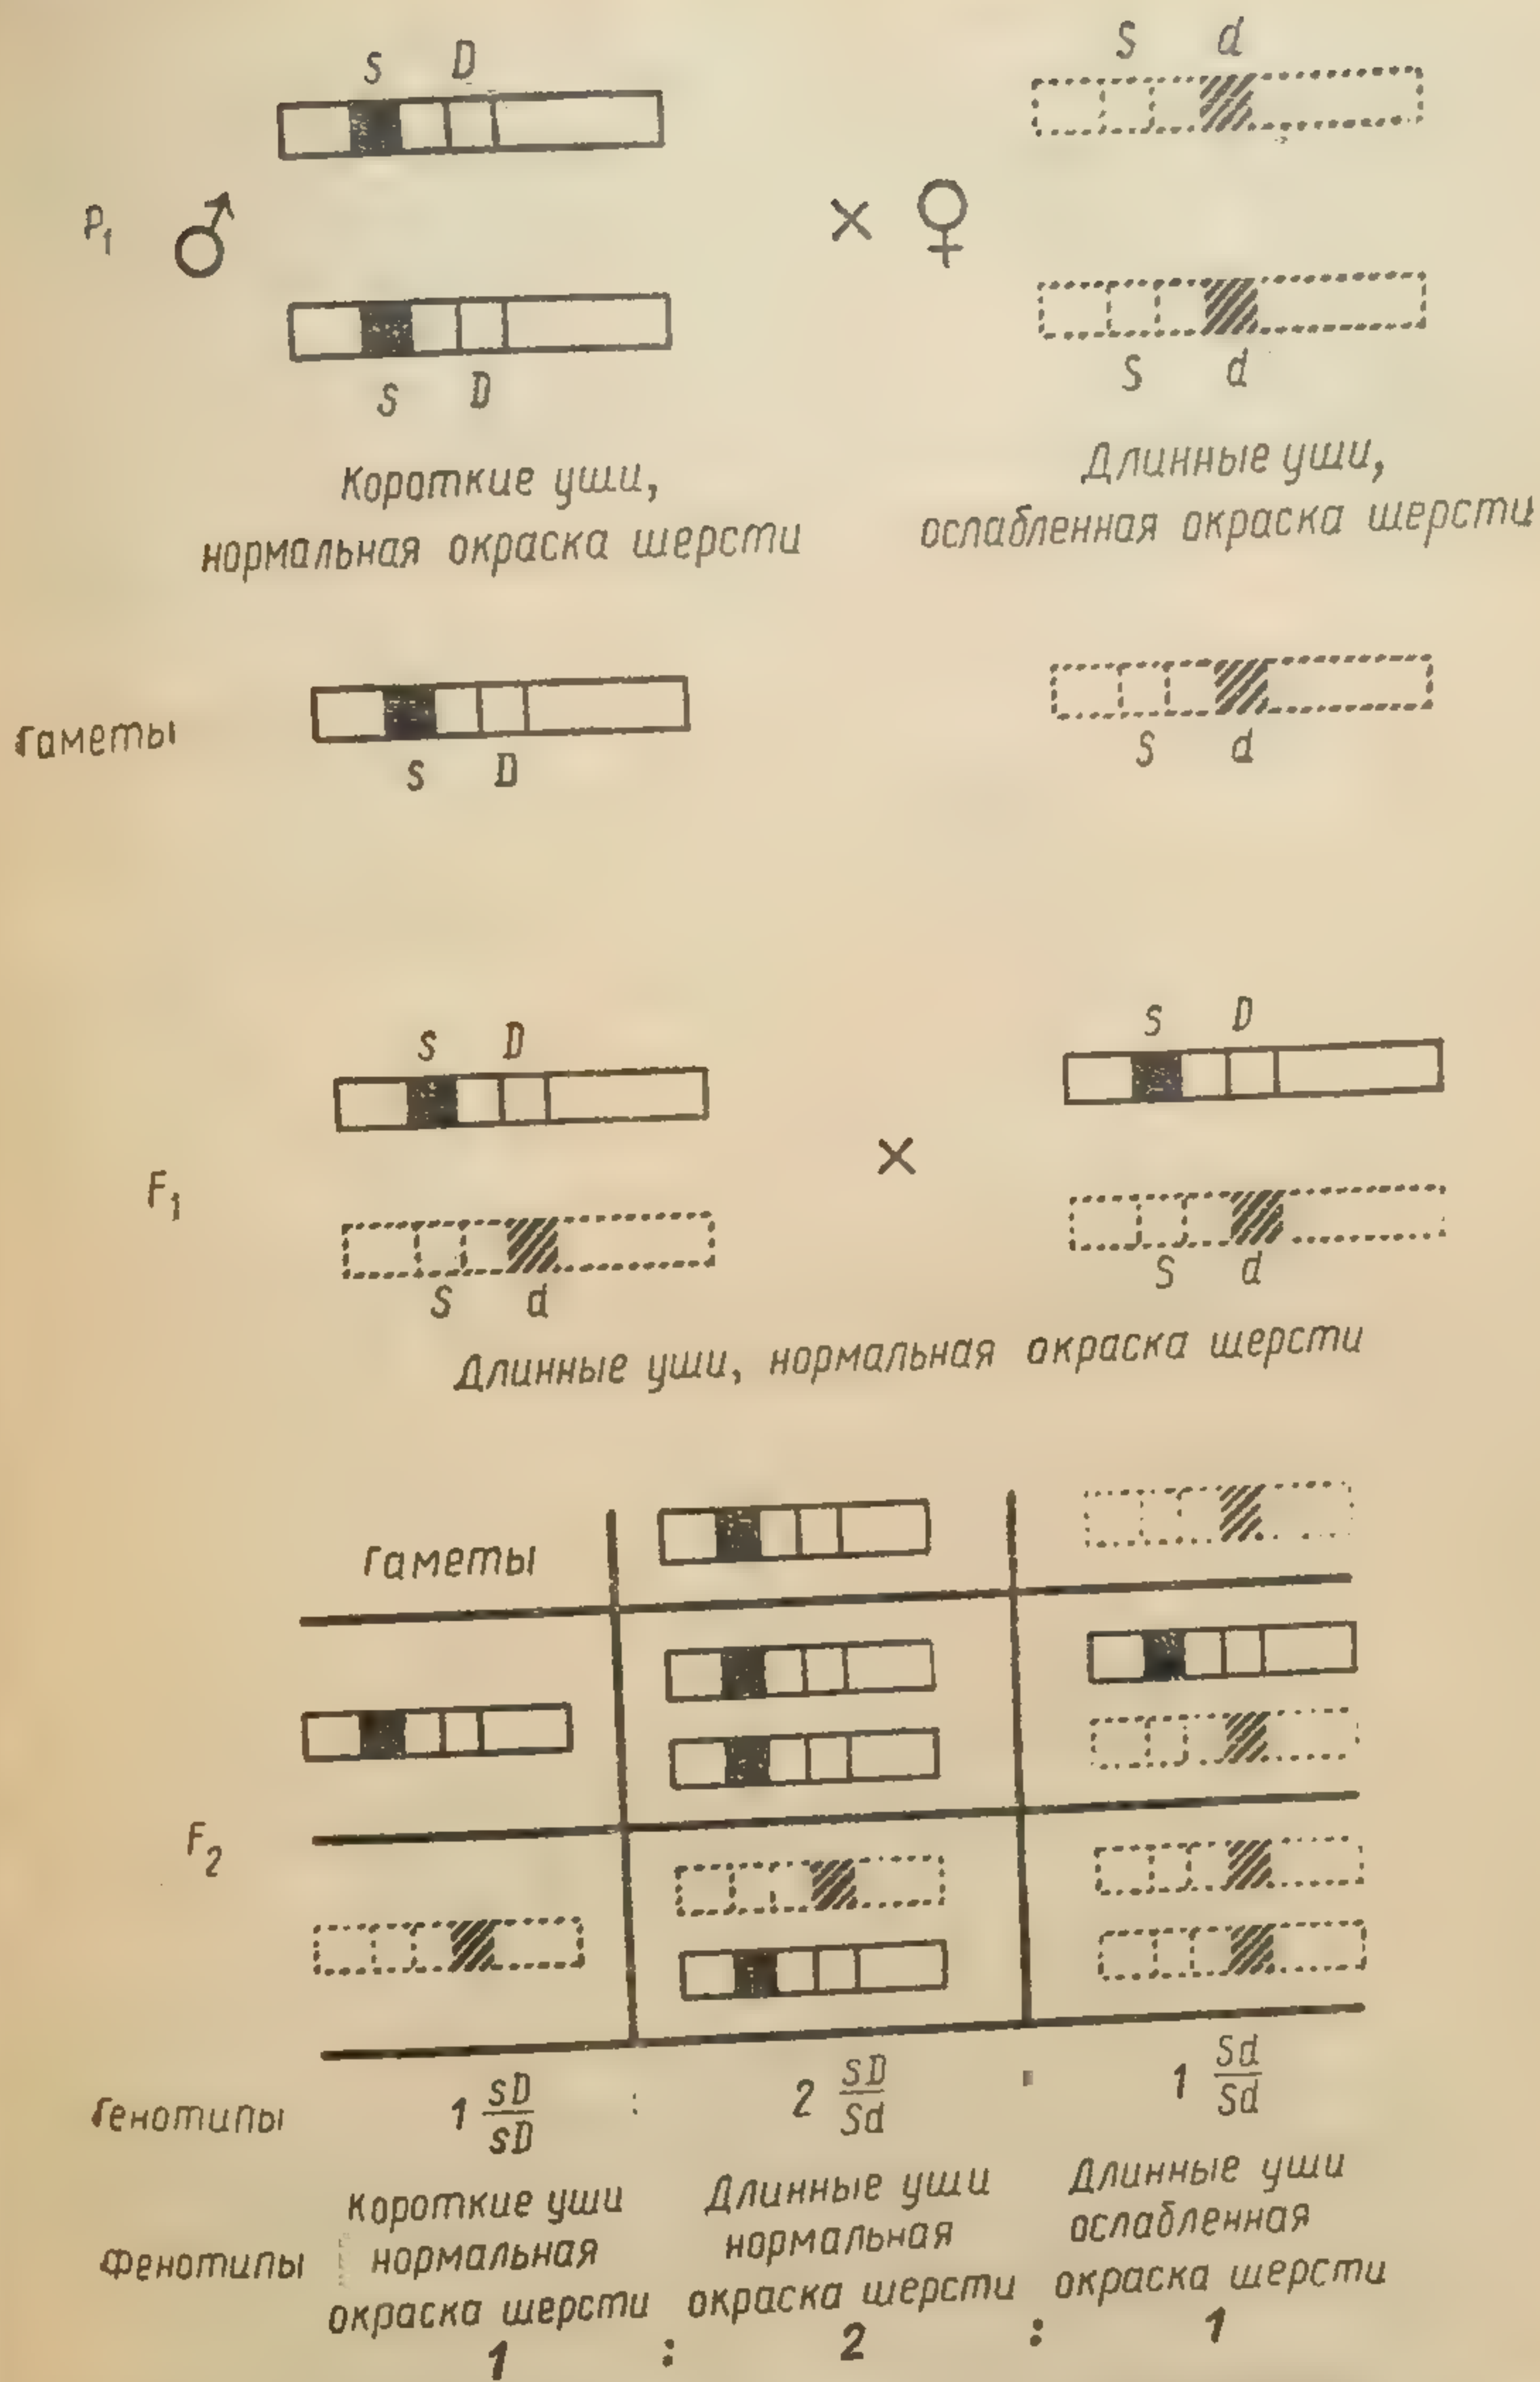 s D S d
P₁ ♂ × ♀
s D S d
Короткие уши, Длинные уши,
нормальная окраска шерсти ослабленная окраска шерсти
гаметы
s D S d
s D s D
F₁ ×
S d S d
Длинные уши, нормальная окраска шерсти
гаметы
F₂
Генотипы 1 sD/sD : 2 sD/Sd : 1 Sd/Sd
Короткие уши Длинные уши Длинные уши
Фенотипы нормальная нормальная ослабленная
окраска шерсти окраска шерсти окраска шерсти
1 : 2 : 1